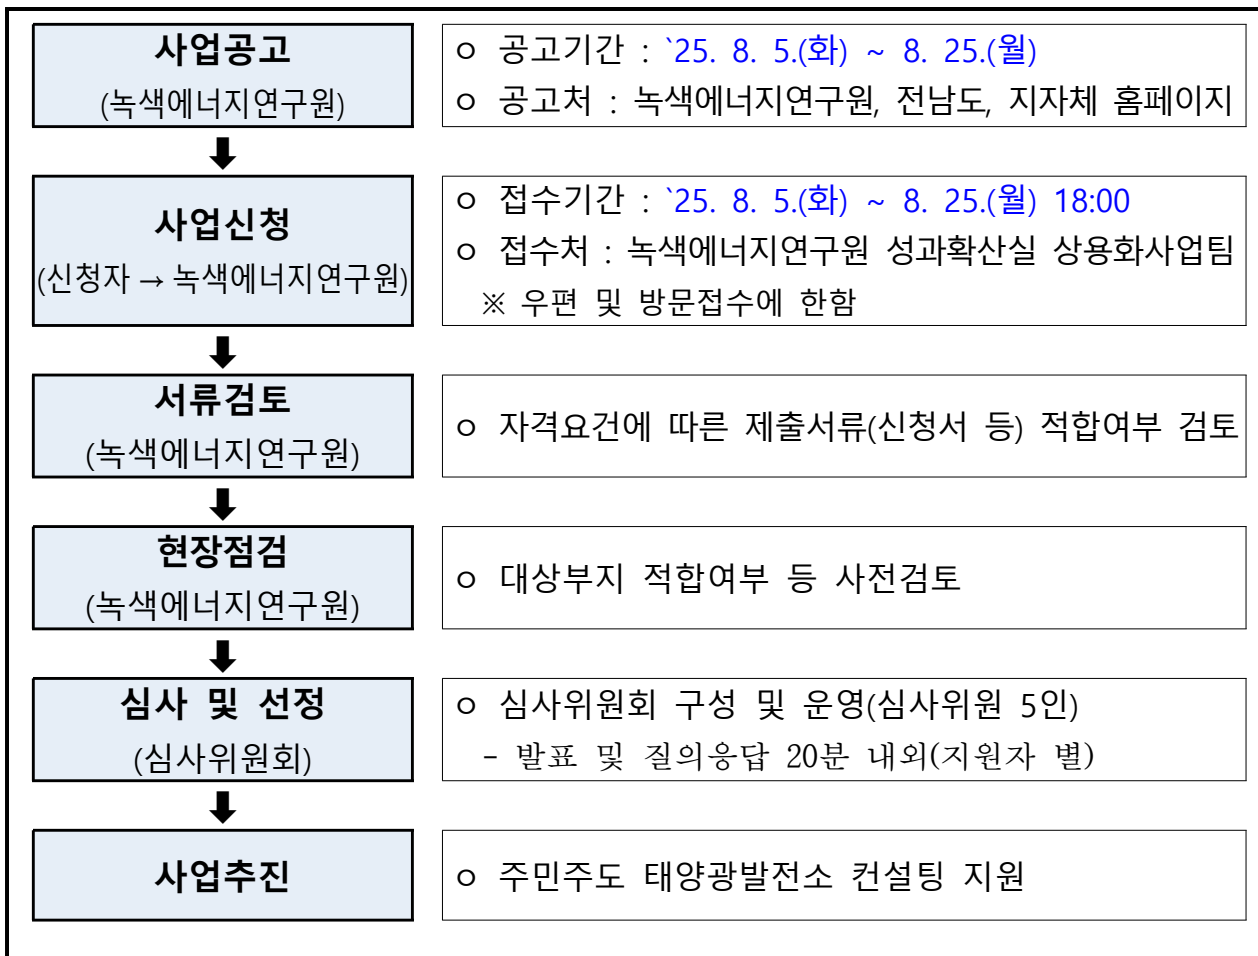 사업공고
(녹색에너지연구원)
ㅇ 공고기간 : `25. 8. 5.(화) ~ 8. 25.(월)
ㅇ 공고처 : 녹색에너지연구원, 전남도, 지자체 홈페이지
사업신청
(신청자 → 녹색에너지연구원)
ㅇ 접수기간 : `25. 8. 5.(화) ~ 8. 25.(월) 18:00
ㅇ 접수처 : 녹색에너지연구원 성과확산실 상용화사업팀
※ 우편 및 방문접수에 한함
서류검토
(녹색에너지연구원)
ㅇ 자격요건에 따른 제출서류(신청서 등) 적합여부 검토
현장점검
(녹색에너지연구원)
ㅇ 대상부지 적합여부 등 사전검토
심사 및 선정
(심사위원회)
ㅇ 심사위원회 구성 및 운영(심사위원 5인)
- 발표 및 질의응답 20분 내외(지원자 별)
사업추진
ㅇ 주민주도 태양광발전소 컨설팅 지원